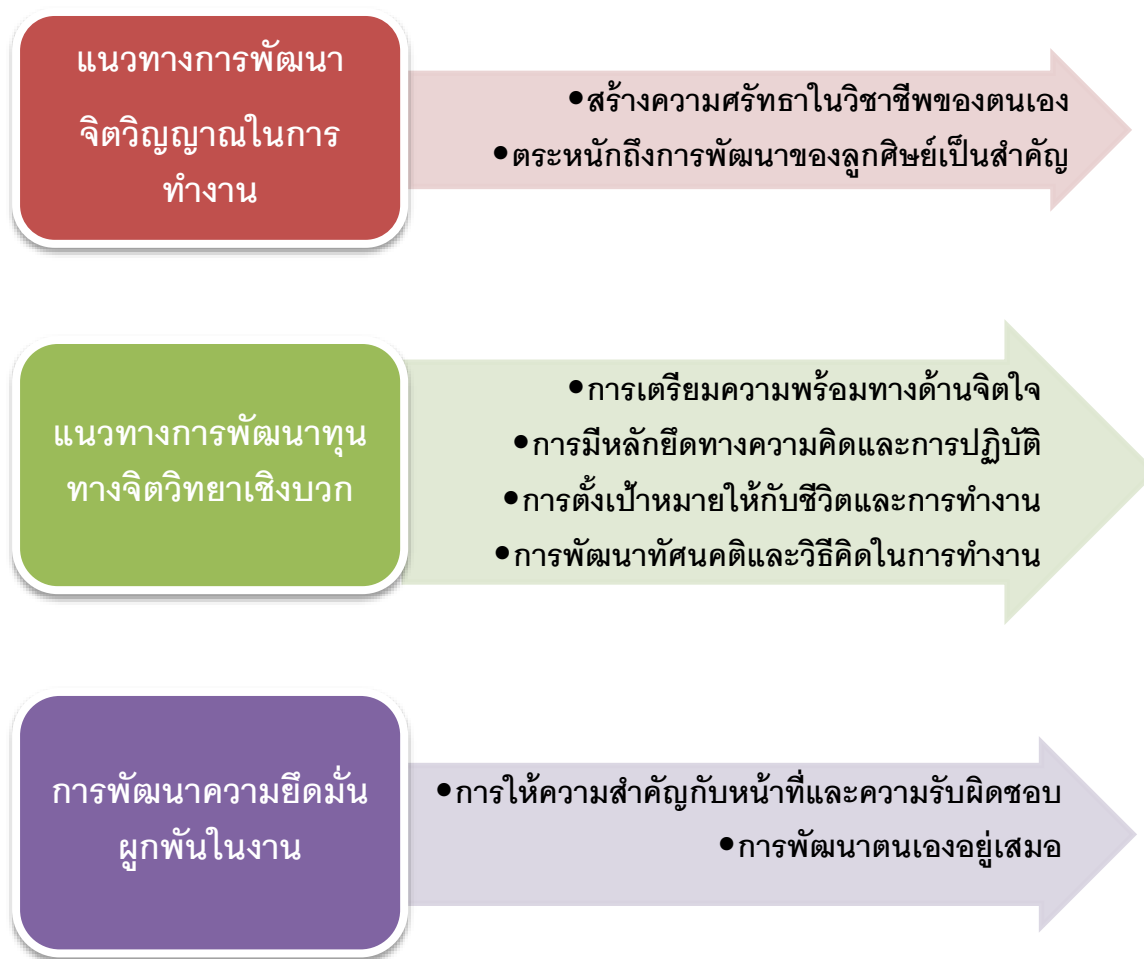 แนวทางการพัฒนา
จิตวิญญาณในการ
ทำงาน
•สร้างความศรัทธาในวิชาชีพของตนเอง
•ตระหนักถึงการพัฒนาของลูกศิษย์เป็นสำคัญ
แนวทางการพัฒนาทุน
ทางจิตวิทยาเชิงบวก
•การเตรียมความพร้อมทางด้านจิตใจ
•การมีหลักยึดทางความคิดและการปฏิบัติ
•การตั้งเป้าหมายให้กับชีวิตและการทำงาน
•การพัฒนาทัศนคติและวิธีคิดในการทำงาน
การพัฒนาความยึดมั่น
ผูกพันในงาน
•การให้ความสำคัญกับหน้าที่และความรับผิดชอบ
•การพัฒนาตนเองอยู่เสมอ